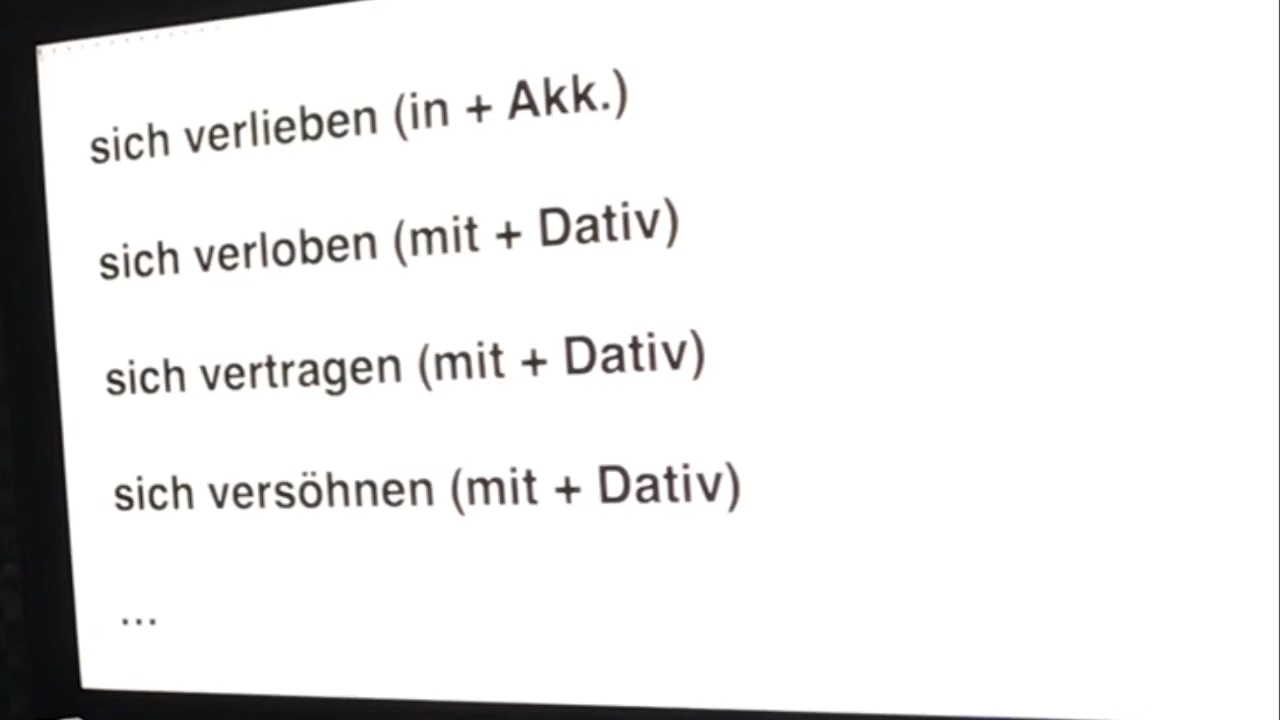 sich verlieben (in + Akk.)
sich verloben (mit + Dativ)
sich vertragen (mit + Dativ)
sich versöhnen (mit + Dativ)
...